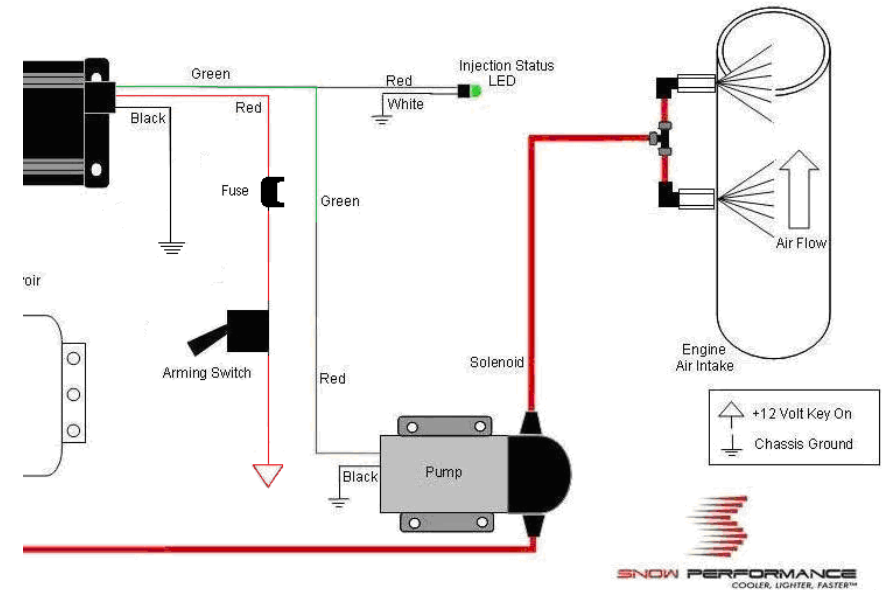 Green
Red
Injection Status
LED
Red
White
Black
Fuse
Green
Air Flow
oir
Solenoid
Engine
Air Intake
Arming Switch
Red
+12 Volt Key On
Chassis Ground
Pump
Black
SNOW PERFORMANCE
COOLER, LIGHTER, FASTER™